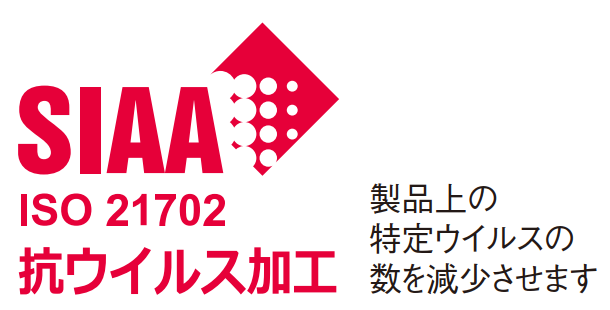 SIAA
ISO 21702
抗ウイルス加工
製品上の
特定ウイルスの
数を減少させます